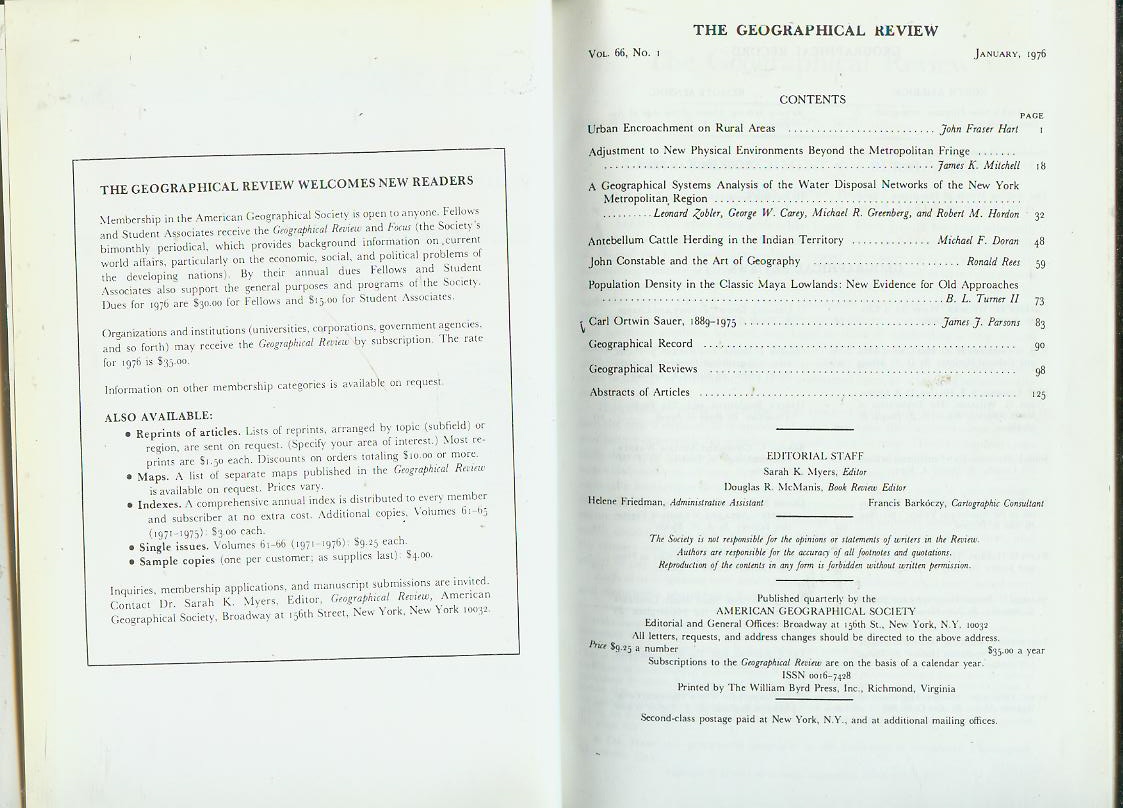 THE GEOGRAPHICAL REVIEW WELCOMES NEW READERS
Membership in the American Geographical Society is open to anyone. Fellows
and Student Associates receive the Geographical Review and Focus (the Society's
bimonthly periodical, which provides background information on current
world affairs, particularly on the economic, social, and political problems of
the developing nations). By their annual dues Fellows and Student
Associates also support the general purposes and programs of the Society.
Dues for 1976 are $30.00 for Fellows and $15.00 for Student Associates.
Organizations and institutions (universities, corporations, government agencies,
and so forth) may receive the Geographical Review by subscription. The rate
for 1976 is $35.00.
Information on other membership categories is available on request.
ALSO AVAILABLE:
● Reprints of articles. Lists of reprints, arranged by topic (subfield) or
region, are sent on request. (Specify your area of interest.) Most re-
prints are $1.50 each. Discounts on orders totaling $10.00 or more.
● Maps. A list of separate maps published in the Geographical Review
is available on request. Prices vary.
● Indexes. A comprehensive annual index is distributed to every member
and subscriber at no extra cost. Additional copies, Volumes 61-65
(1971-1975): $3.00 each.
● Single issues. Volumes 61-66 (1971-1976): $9.25 each.
● Sample copies (one per customer; as supplies last): $4.00.
Inquiries, membership applications, and manuscript submissions are invited.
Contact Dr. Sarah K. Myers, Editor, Geographical Review, American
Geographical Society, Broadway at 156th Street, New York, New York 10032.
THE GEOGRAPHICAL REVIEW
VOL. 66, No. 1 JANUARY, 1976
CONTENTS
PAGE
Urban Encroachment on Rural Areas ......................... John Fraser Hart 1
Adjustment to New Physical Environments Beyond the Metropolitan Fringe .......
......................................................... James K. Mitchell 18
A Geographical Systems Analysis of the Water Disposal Networks of the New York
Metropolitan Region .....................................................
.......... Leonard Zobler, George W. Carey, Michael R. Greenberg, and Robert M. Hordon 32
Antebellum Cattle Herding in the Indian Territory .............. Michael F. Doran 48
John Constable and the Art of Geography .......................... Ronald Rees 59
Population Density in the Classic Maya Lowlands: New Evidence for Old Approaches
........................................................... B. L. Turner II 73
Carl Ortwin Sauer, 1889-1975 ................................. James J. Parsons 83
Geographical Record ..................................................... 90
Geographical Reviews .................................................... 98
Abstracts of Articles ...................................................... 125
EDITORIAL STAFF
Sarah K. Myers, Editor
Douglas R. McManis, Book Review Editor
Helene Friedman, Administrative Assistant Francis Barkóczy, Cartographic Consultant
The Society is not responsible for the opinions or statements of writers in the Review.
Authors are responsible for the accuracy of all footnotes and quotations.
Reproduction of the contents in any form is forbidden without written permission.
Published quarterly by the
AMERICAN GEOGRAPHICAL SOCIETY
Editorial and General Offices: Broadway at 156th St., New York, N.Y. 10032
All letters, requests, and address changes should be directed to the above address.
Price $9.25 a number $35.00 a year
Subscriptions to the Geographical Review are on the basis of a calendar year.
ISSN 0016-7428
Printed by The William Byrd Press, Inc., Richmond, Virginia
Second-class postage paid at New York, N.Y., and at additional mailing offices.